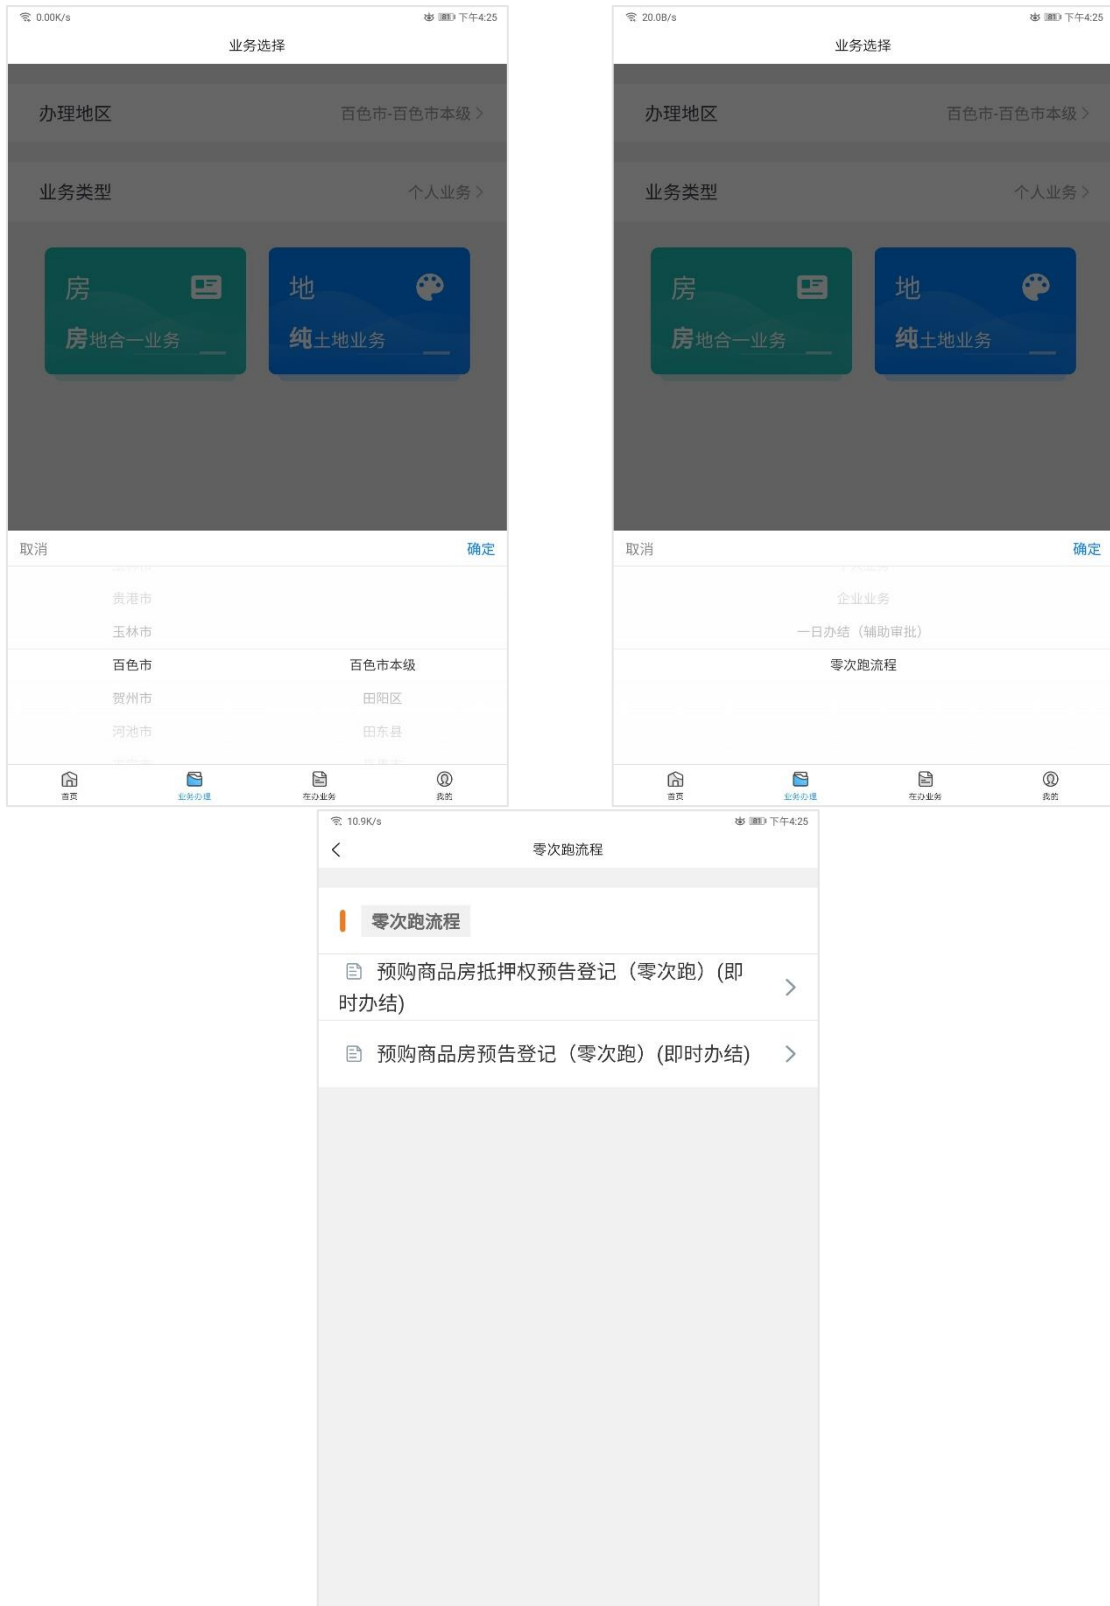 0.00K/s
下午4:25
业务选择
办理地区
百色市-百色市本级
业务类型
个人业务
房
地
房地合一业务
纯土地业务
取消
确定
贵港市
玉林市
百色市
百色市本级
贺州市
田阳区
河池市
田东县
首页
业务办理
在办业务
我的
20.0B/s
下午4:25
业务选择
办理地区
百色市-百色市本级
业务类型
个人业务
房
地
房地合一业务
纯土地业务
取消
确定
企业业务
一日办结（辅助审批）
零次跑流程
首页
业务办理
在办业务
我的
10.9K/s
下午4:25
零次跑流程
零次跑流程
预购商品房抵押权预告登记（零次跑）(即
时办结)
预购商品房预告登记（零次跑）(即时办结)